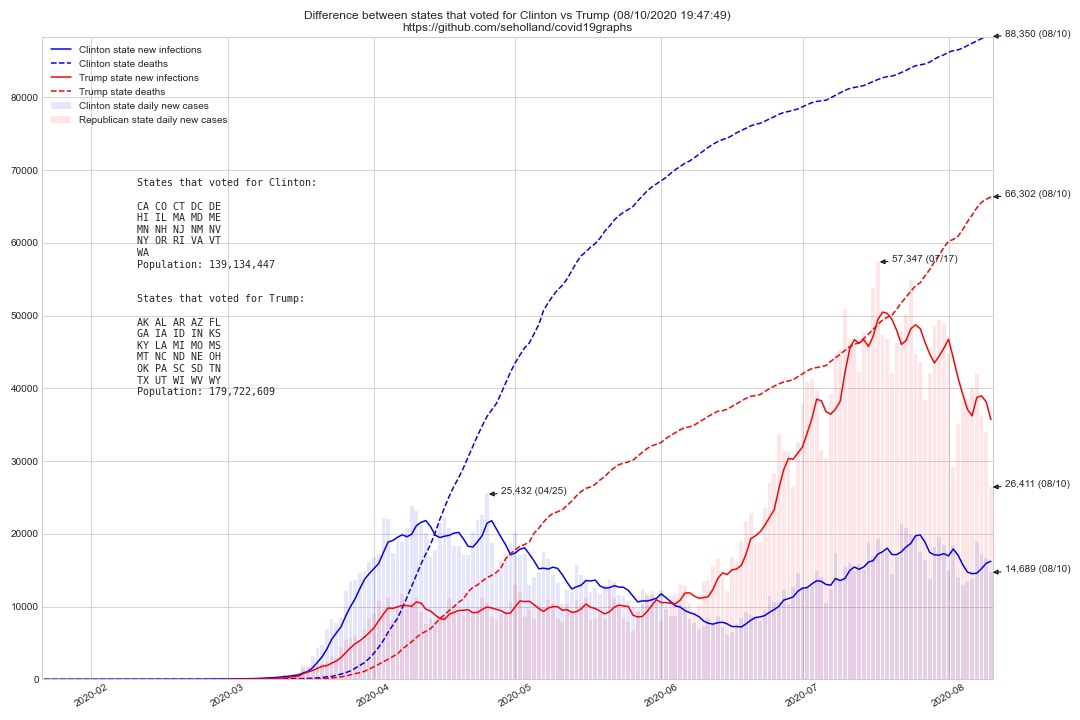 Difference between states that voted for Clinton vs Trump (08/10/2020 19:47:49)
https://github.com/seholland/covid19graphs
Clinton state new infections
Clinton state deaths
Trump state new infections
Trump state deaths
Clinton state daily new cases
Republican state daily new cases
States that voted for Clinton:
CA CO CT DC DE
HI IL MA MD ME
MN NH NJ NM NV
NY OR RI VA VT
WA
Population: 139,134,447
States that voted for Trump:
AK AL AR AZ FL
GA IA ID IN KS
KY LA MI MO MS
MT NC ND NE OH
OK PA SC SD TN
TX UT WI WV WY
Population: 179,722,609
88,350 (08/10)
66,302 (08/10)
57,347 (07/17)
25,432 (04/25)
26,411 (08/10)
14,689 (08/10)
80000
70000
60000
50000
40000
30000
20000
10000
0
2020-02
2020-03
2020-04
2020-05
2020-06
2020-07
2020-08